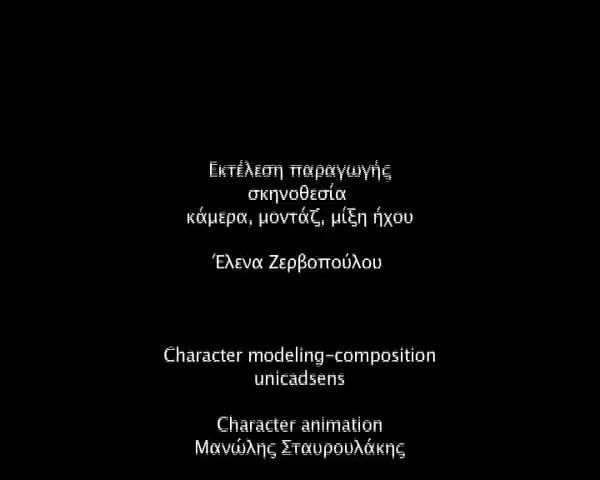 Εκτέλεση παραγωγής
σκηνοθεσία
κάμερα, μοντάζ, μίξη ήχου
Έλενα Ζερβοπούλου
Character modeling-composition
unicadsens
Character animation
Μανώλης Σταυρουλάκης